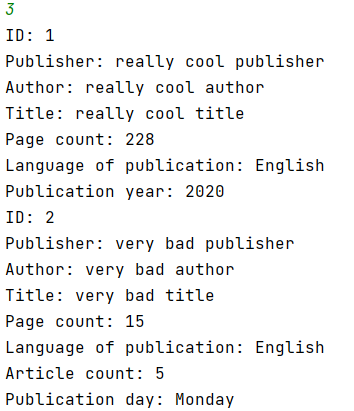 3
ID: 1
Publisher: really cool publisher
Author: really cool author
Title: really cool title
Page count: 228
Language of publication: English
Publication year: 2020
ID: 2
Publisher: very bad publisher
Author: very bad author
Title: very bad title
Page count: 15
Language of publication: English
Article count: 5
Publication day: Monday